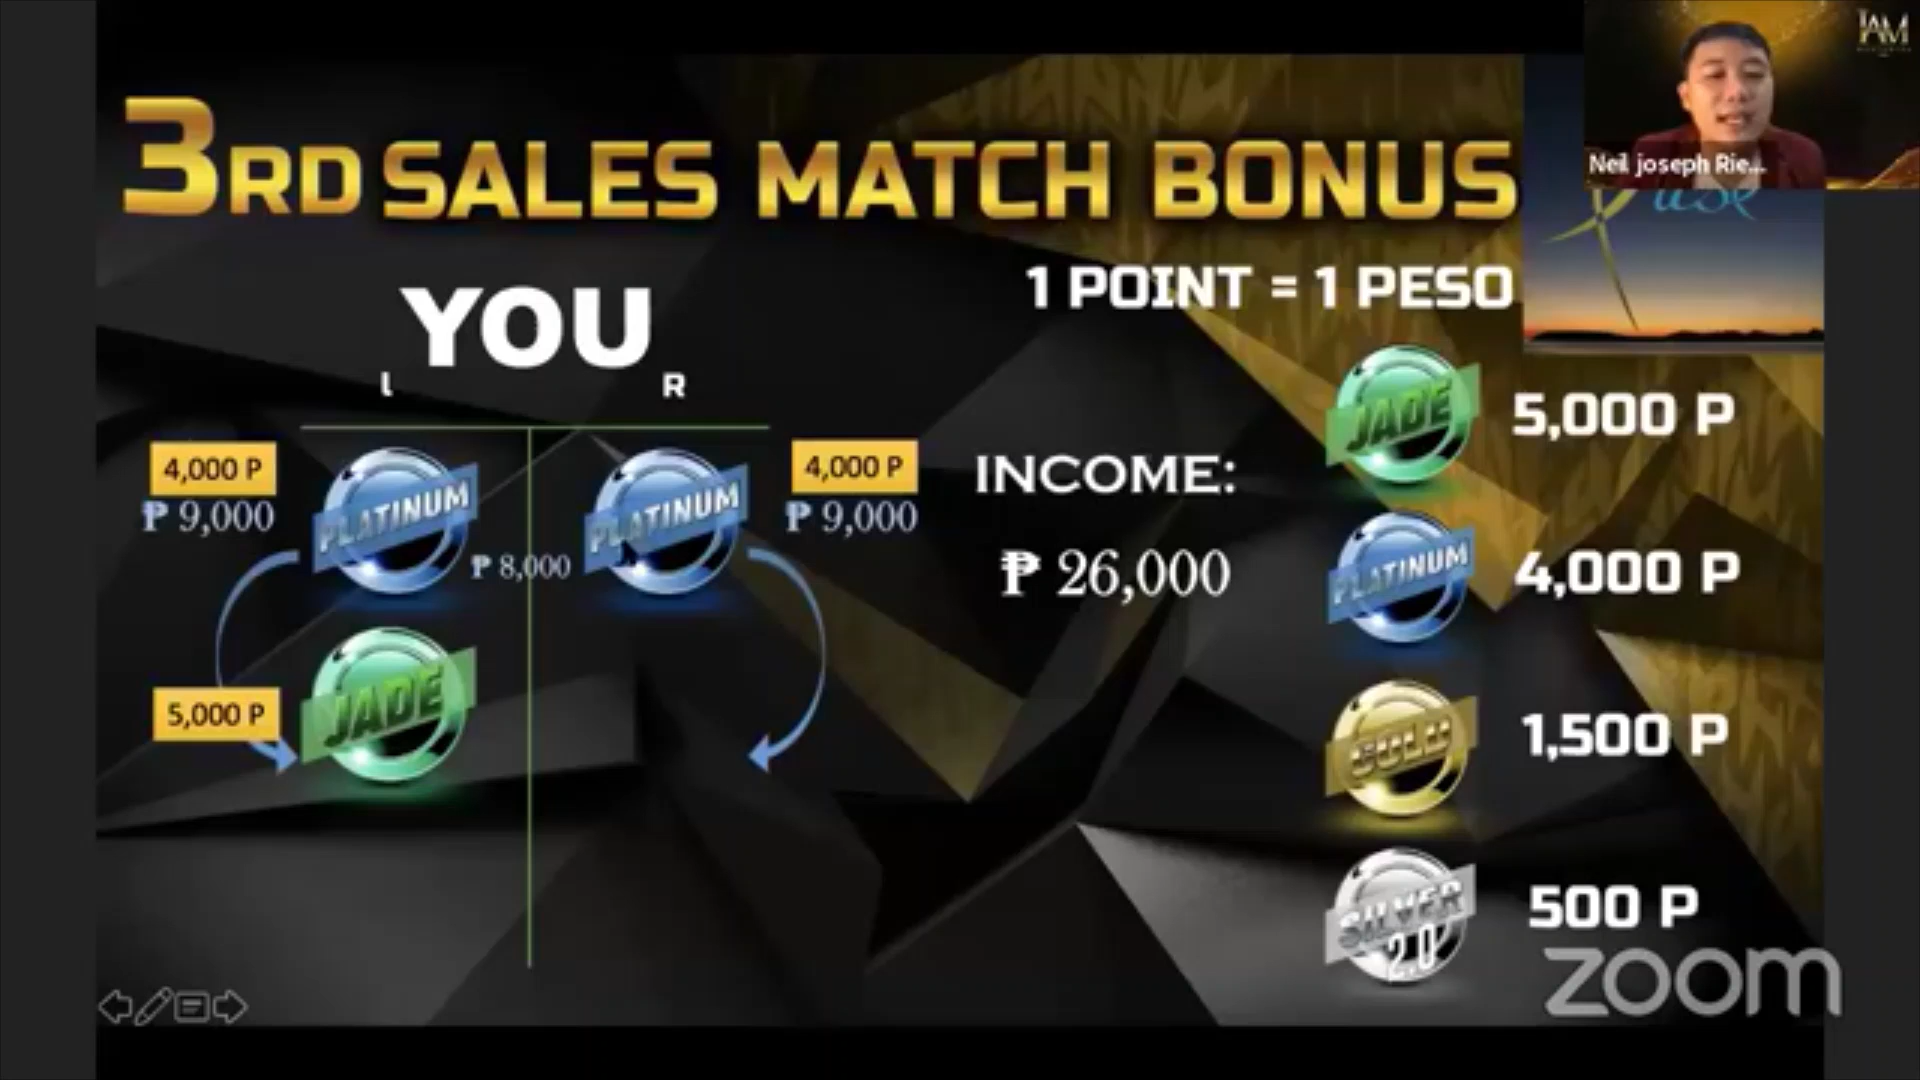 IAM
Neil joseph Rie...
3RD SALES MATCH BONUS
1 POINT = 1 PESO
YOU
L R
4,000 P
₱ 9,000
PLATINUM
₱ 8,000
PLATINUM
4,000 P
₱ 9,000
INCOME:
₱ 26,000
5,000 P
JADE
JADE
5,000 P
PLATINUM
4,000 P
GOLD
1,500 P
SILVER
2.0
500 P
zoom